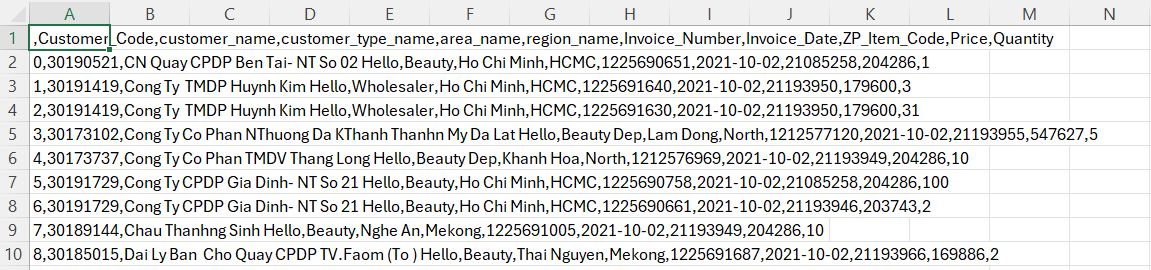 A B C D E F G H I J K L M N
1 ,Customer_Code,customer_name,customer_type_name,area_name,region_name,Invoice_Number,Invoice_Date,ZP_Item_Code,Price,Quantity
2 0,30190521,CN Quay CPDP Ben Tai- NT So 02 Hello,Beauty,Ho Chi Minh,HCMC,1225690651,2021-10-02,21085258,204286,1
3 1,30191419,Cong Ty TMDP Huynh Kim Hello,Wholesaler,Ho Chi Minh,HCMC,1225691640,2021-10-02,21193950,179600,3
4 2,30191419,Cong Ty TMDP Huynh Kim Hello,Wholesaler,Ho Chi Minh,HCMC,1225691630,2021-10-02,21193950,179600,31
5 3,30173102,Cong Ty Co Phan NThuong Da KThanh Thanhn My Da Lat Hello,Beauty Dep,Lam Dong,North,1212577120,2021-10-02,21193955,547627,5
6 4,30173737,Cong Ty Co Phan TMDV Thang Long Hello,Beauty Dep,Khanh Hoa,North,1212576969,2021-10-02,21193949,204286,10
7 5,30191729,Cong Ty CPDP Gia Dinh- NT So 21 Hello,Beauty,Ho Chi Minh,HCMC,1225690758,2021-10-02,21085258,204286,100
8 6,30191729,Cong Ty CPDP Gia Dinh- NT So 21 Hello,Beauty,Ho Chi Minh,HCMC,1225690661,2021-10-02,21193946,203743,2
9 7,30189144,Chau Thanhng Sinh Hello,Beauty,Nghe An,Mekong,1225691005,2021-10-02,21193949,204286,10
10 8,30185015,Dai Ly Ban Cho Quay CPDP TV.Faom (To ) Hello,Beauty,Thai Nguyen,Mekong,1225691687,2021-10-02,21193966,169886,2